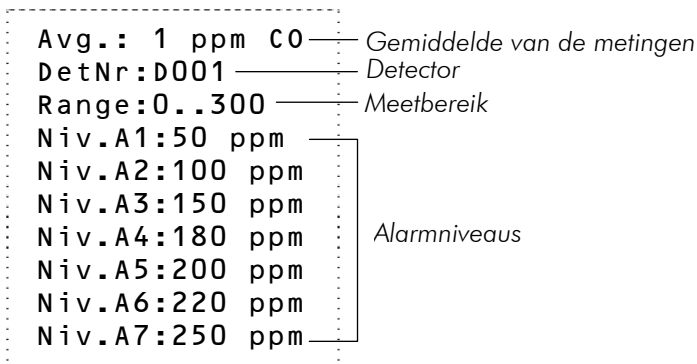 Avg.: 1 ppm CO Gemiddelde van de metingen
DetNr:D001 Detector
Range:0..300 Meetbereik
Niv.A1:50 ppm
Niv.A2:100 ppm
Niv.A3:150 ppm
Niv.A4:180 ppm Alarmniveaus
Niv.A5:200 ppm
Niv.A6:220 ppm
Niv.A7:250 ppm